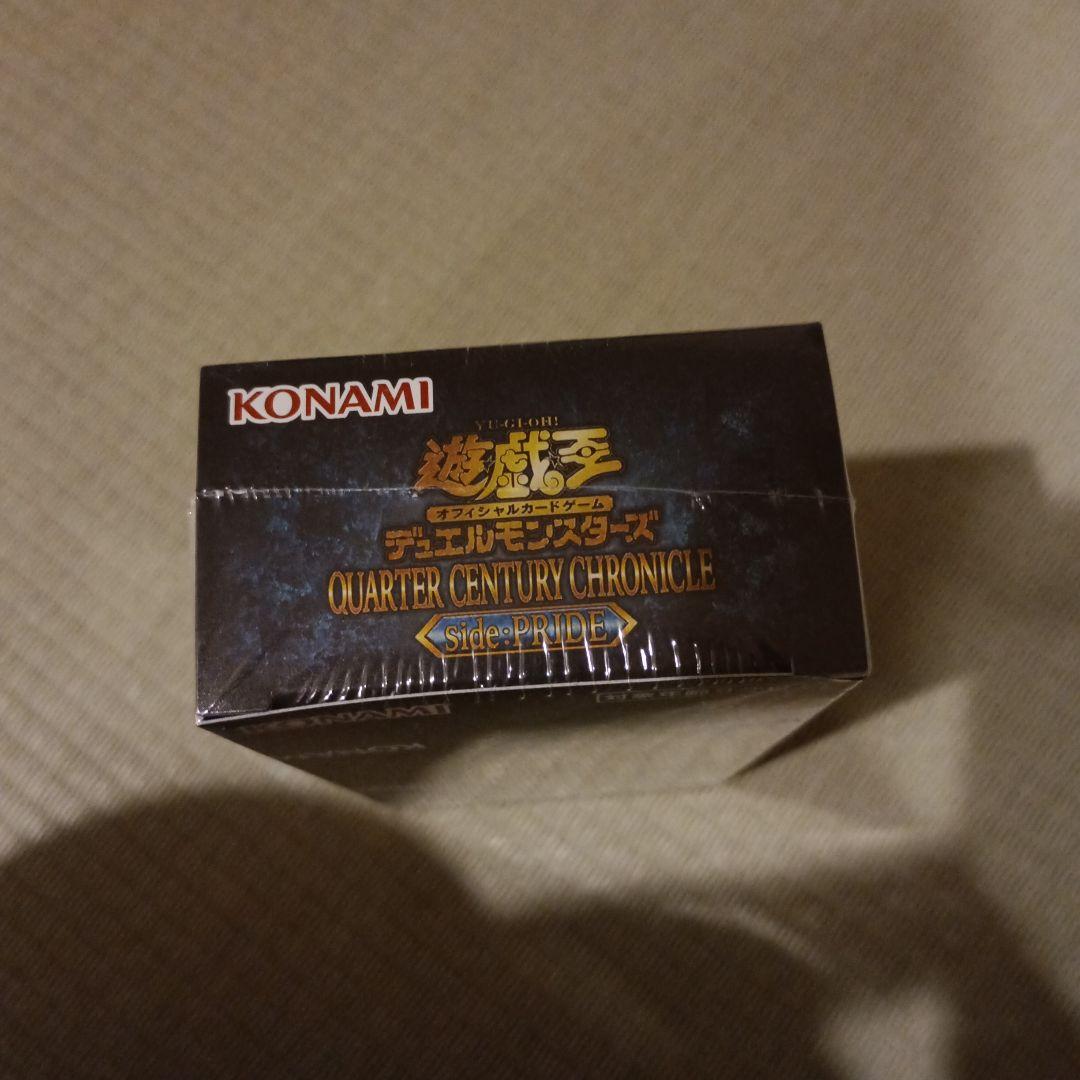 KONAMI
YU-GI-OH!
遊☆戯☆王
オフィシャルカードゲーム
デュエルモンスターズ
QUARTER CENTURY CHRONICLE
side:PRIDE
KONAMI